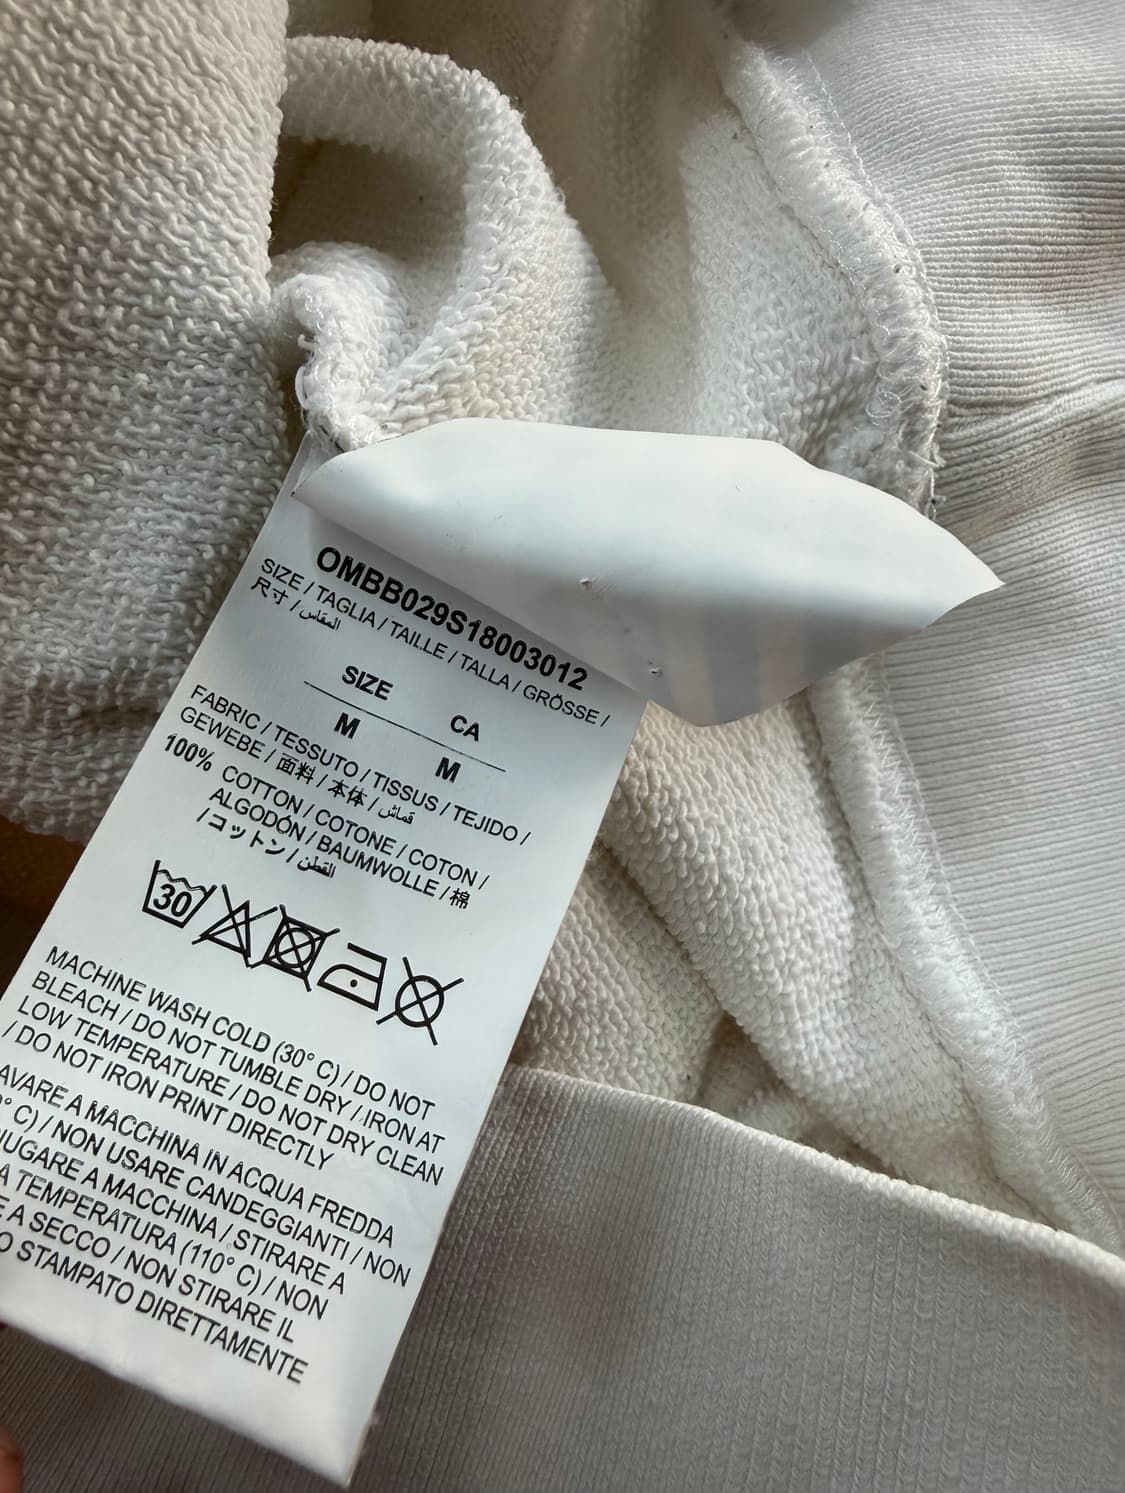 OMBB029S18003012
SIZE / TAGLIA / TAILLE / TALLA / GRÖSSE /
尺寸 / المقاس
SIZE CA
M M
FABRIC / TESSUTO / TISSUS / TEJIDO /
GEWEBE / 面料 / 本体 / قماش
100% COTTON / COTONE / COTON /
ALGODÓN / BAUMWOLLE / 棉
/ コットン / القطن
30
MACHINE WASH COLD (30° C) / DO NOT
BLEACH / DO NOT TUMBLE DRY / IRON AT
LOW TEMPERATURE / DO NOT DRY CLEAN
/ DO NOT IRON PRINT DIRECTLY
AVARE A MACCHINA IN ACQUA FREDDA
0° C) / NON USARE CANDEGGIANTI / NON
IUGARE A MACCHINA / STIRARE A
A TEMPERATURA (110° C) / NON
E A SECCO / NON STIRARE IL
O STAMPATO DIRETTAMENTE